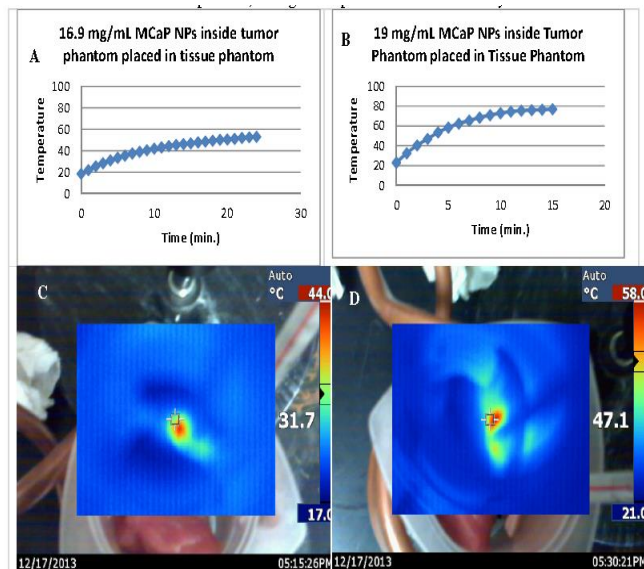 A
16.9 mg/mL MCaP NPs inside tumor
phantom placed in tissue phantom
Temperature
100
80
60
40
20
0
0
10
20
30
Time (min.)
B
19 mg/mL MCaP NPs inside Tumor
Phantom placed in Tissue Phantom
Temperature
100
80
60
40
20
0
0
5
10
15
20
Time (min.)
C
Auto
°C
44.0
31.7
17.0
12/17/2013
05:15:26PM
D
Auto
°C
58.0
47.1
21.0
12/17/2013
05:30:21PM